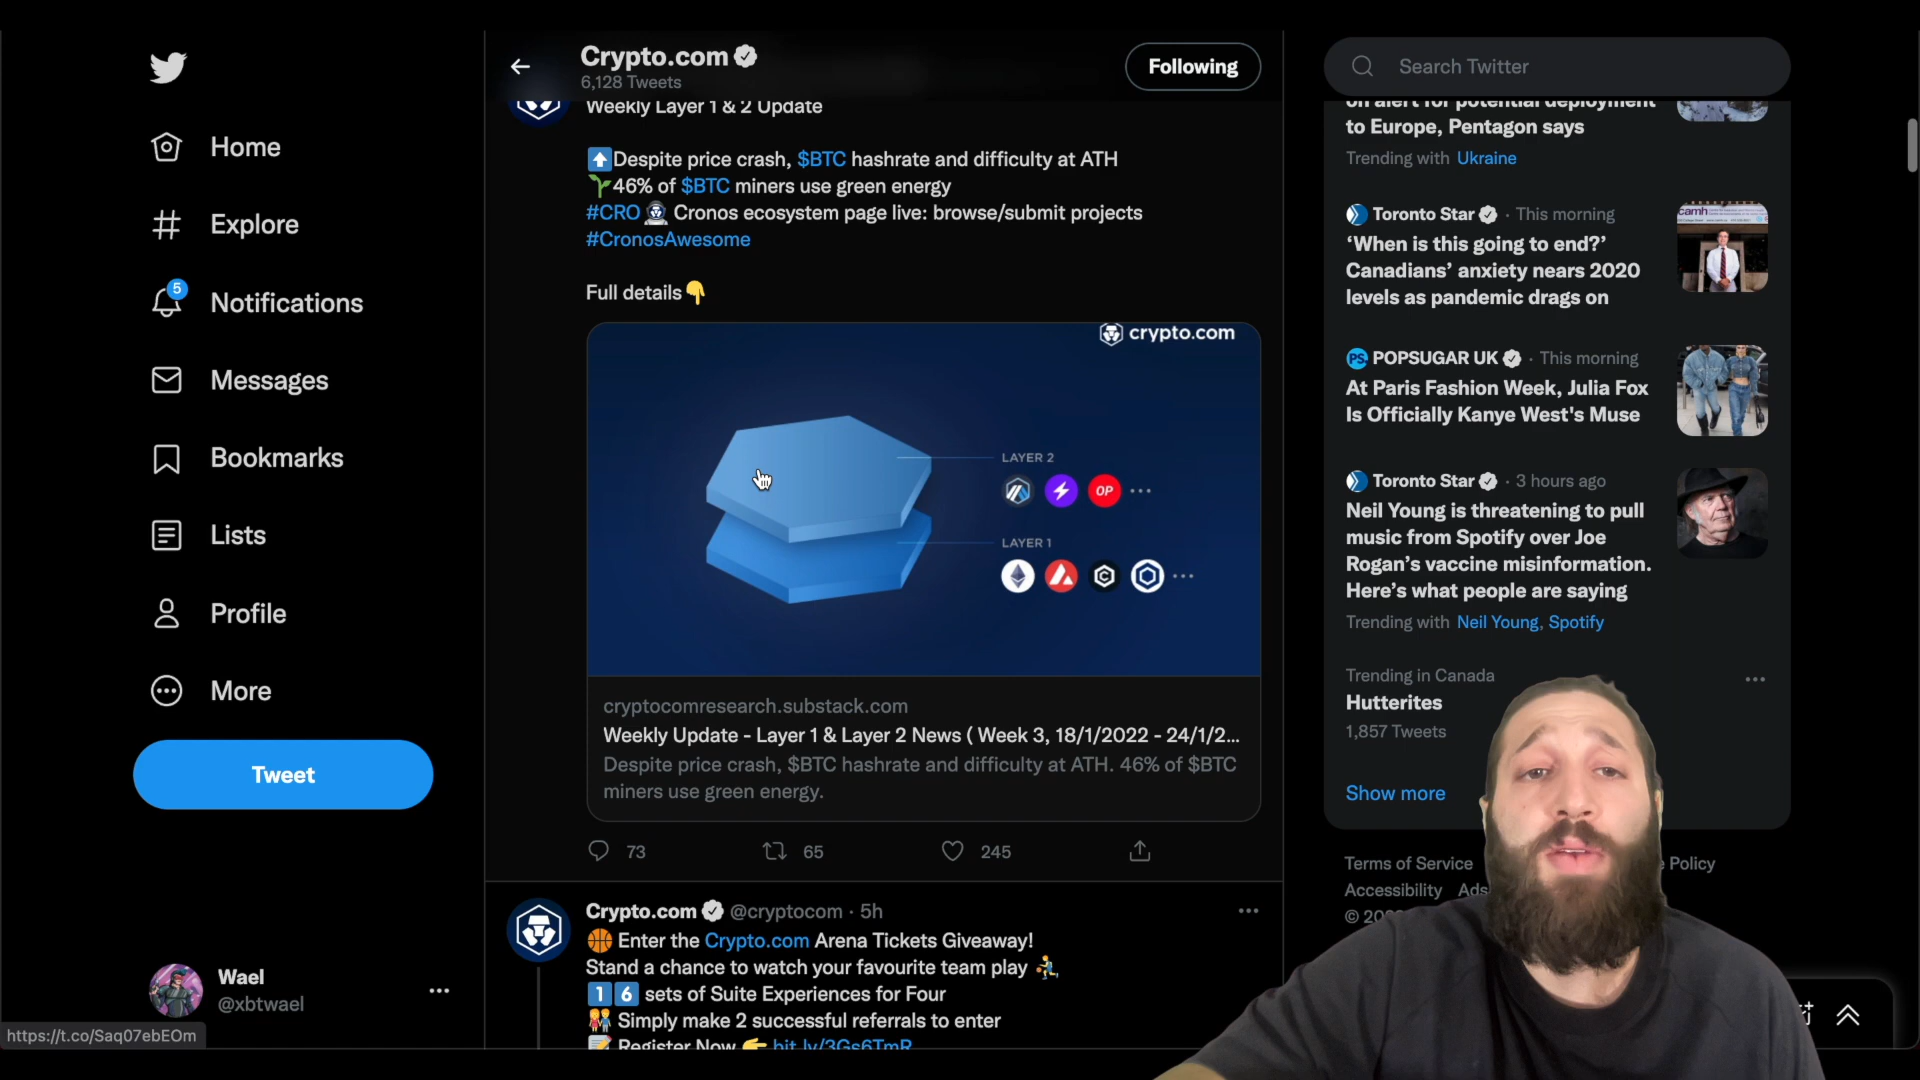 Home
Explore
5
Notifications
Messages
Bookmarks
Lists
Profile
More
Tweet
Wael
@xbtwael
https://t.co/Saq07ebEOm
Crypto.com
6,128 Tweets
Following
Weekly Layer 1 & 2 Update
Despite price crash, $BTC hashrate and difficulty at ATH
46% of $BTC miners use green energy
#CRO Cronos ecosystem page live: browse/submit projects
#CronosAwesome
Full details
crypto.com
LAYER 2
OP
LAYER 1
cryptocomresearch.substack.com
Weekly Update - Layer 1 & Layer 2 News ( Week 3, 18/1/2022 - 24/1/2...
Despite price crash, $BTC hashrate and difficulty at ATH. 46% of $BTC
miners use green energy.
73
65
245
Crypto.com @cryptocom · 5h
Enter the Crypto.com Arena Tickets Giveaway!
Stand a chance to watch your favourite team play
1 6 sets of Suite Experiences for Four
Simply make 2 successful referrals to enter
Register Now bit.ly/3Gs6TmR
Search Twitter
on alert for potential deployment
to Europe, Pentagon says
Trending with Ukraine
Toronto Star · This morning
‘When is this going to end?’
Canadians’ anxiety nears 2020
levels as pandemic drags on
camh
PS POPSUGAR UK · This morning
At Paris Fashion Week, Julia Fox
Is Officially Kanye West's Muse
Toronto Star · 3 hours ago
Neil Young is threatening to pull
music from Spotify over Joe
Rogan’s vaccine misinformation.
Here’s what people are saying
Trending with Neil Young, Spotify
Trending in Canada
Hutterites
1,857 Tweets
Show more
Terms of Service Policy
Accessibility Ads
©